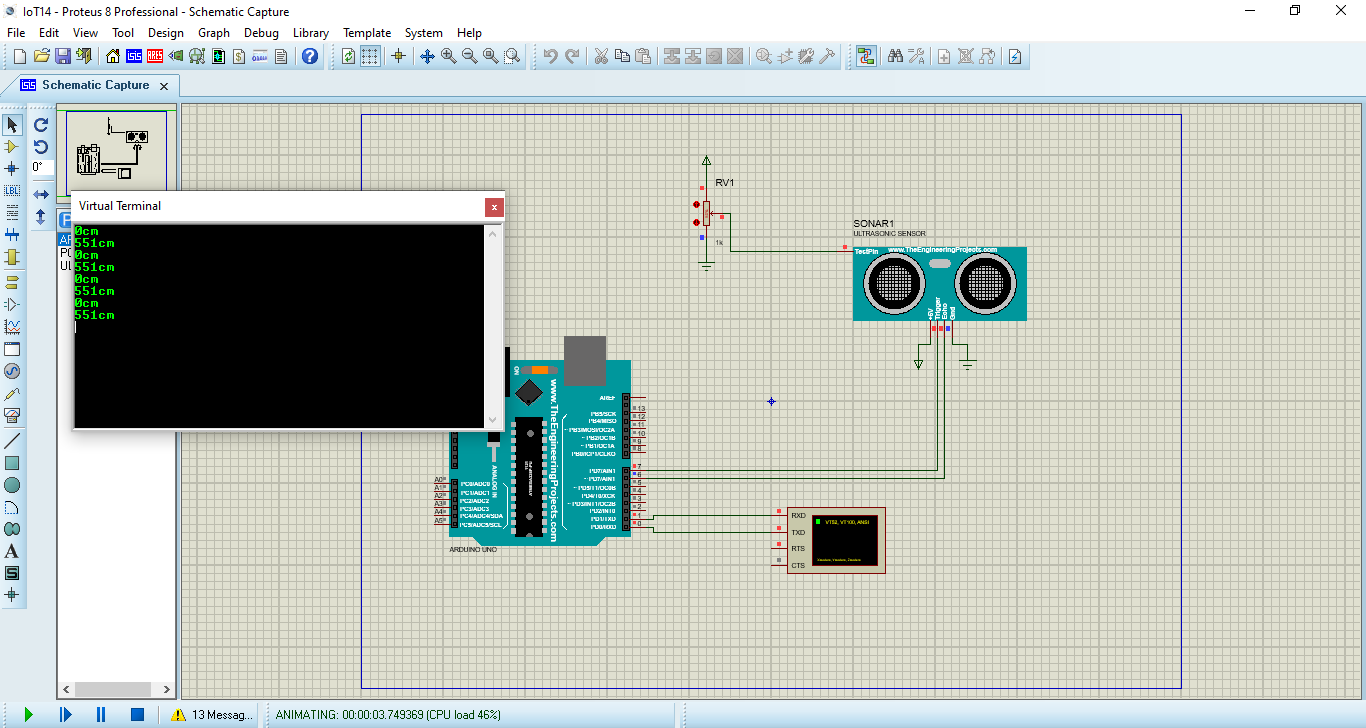 IoT14 - Proteus 8 Professional - Schematic Capture
File Edit View Tool Design Graph Debug Library Template System Help
Schematic Capture
0°
LBL
Virtual Terminal
0cm
551cm
0cm
551cm
0cm
551cm
0cm
551cm
RV1
1k
SONAR1
ULTRASONIC SENSOR
TestPin
www.TheEngineeringProjects.com
+5V
Trigger
Echo
Gnd
ON
www.TheEngineeringProjects.com
ANALOG IN
AREF
PB5/SCK 13
PB4/MISO 12
~PB3/MOSI/OC2A 11
~PB2/OC1B 10
~PB1/OC1A 9
PB0/ICP1/CLKO 8
PD7/AIN1 7
~PD7/AIN1 6
~PD5/T1/OC0B 5
PD4/T0/XCK 4
~PD3/INT1/OC2B 3
PD2/INT0 2
PD1/TXD 1
PD0/RXD 0
A0 PC0/ADC0
A1 PC1/ADC1
A2 PC2/ADC2
A3 PC3/ADC3
A4 PC4/ADC4/SDA
A5 PC5/ADC5/SCL
ARDUINO UNO
RXD
TXD
RTS
CTS
VT52, VT100, ANSI
13 Messag...
ANIMATING: 00:00:03.749369 (CPU load 46%)